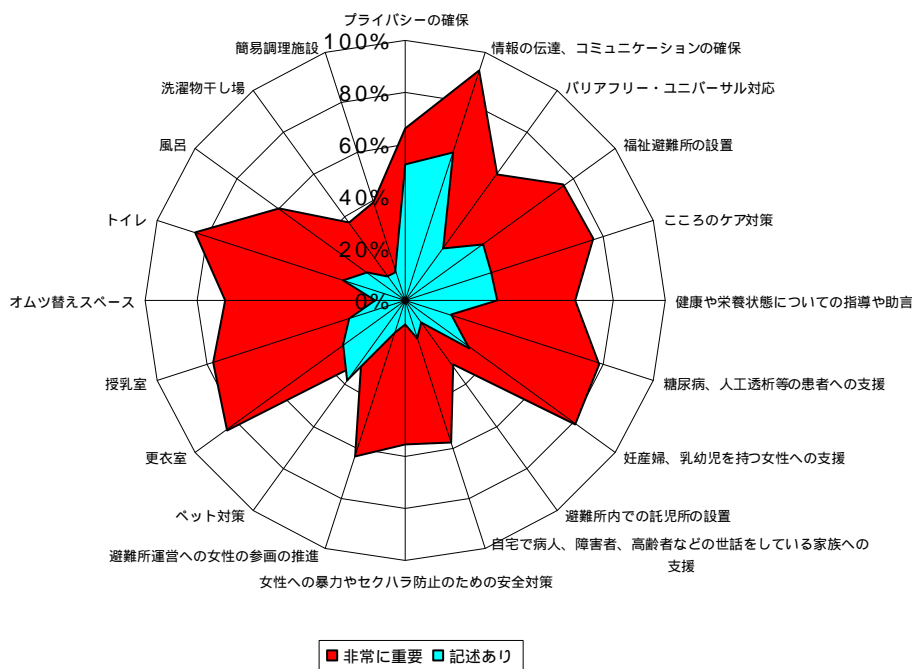 プライバシーの確保
情報の伝達、コミュニケーションの確保
バリアフリー・ユニバーサル対応
福祉避難所の設置
こころのケア対策
健康や栄養状態についての指導や助言
糖尿病、人工透析等の患者への支援
妊産婦、乳幼児を持つ女性への支援
避難所内での託児所の設置
自宅で病人、障害者、高齢者などの世話をしている家族への
支援
女性への暴力やセクハラ防止のための安全対策
避難所運営への女性の参画の推進
ペット対策
更衣室
授乳室
オムツ替えスペース
トイレ
風呂
洗濯物干し場
簡易調理施設
100%
80%
60%
40%
20%
0%
非常に重要 記述あり